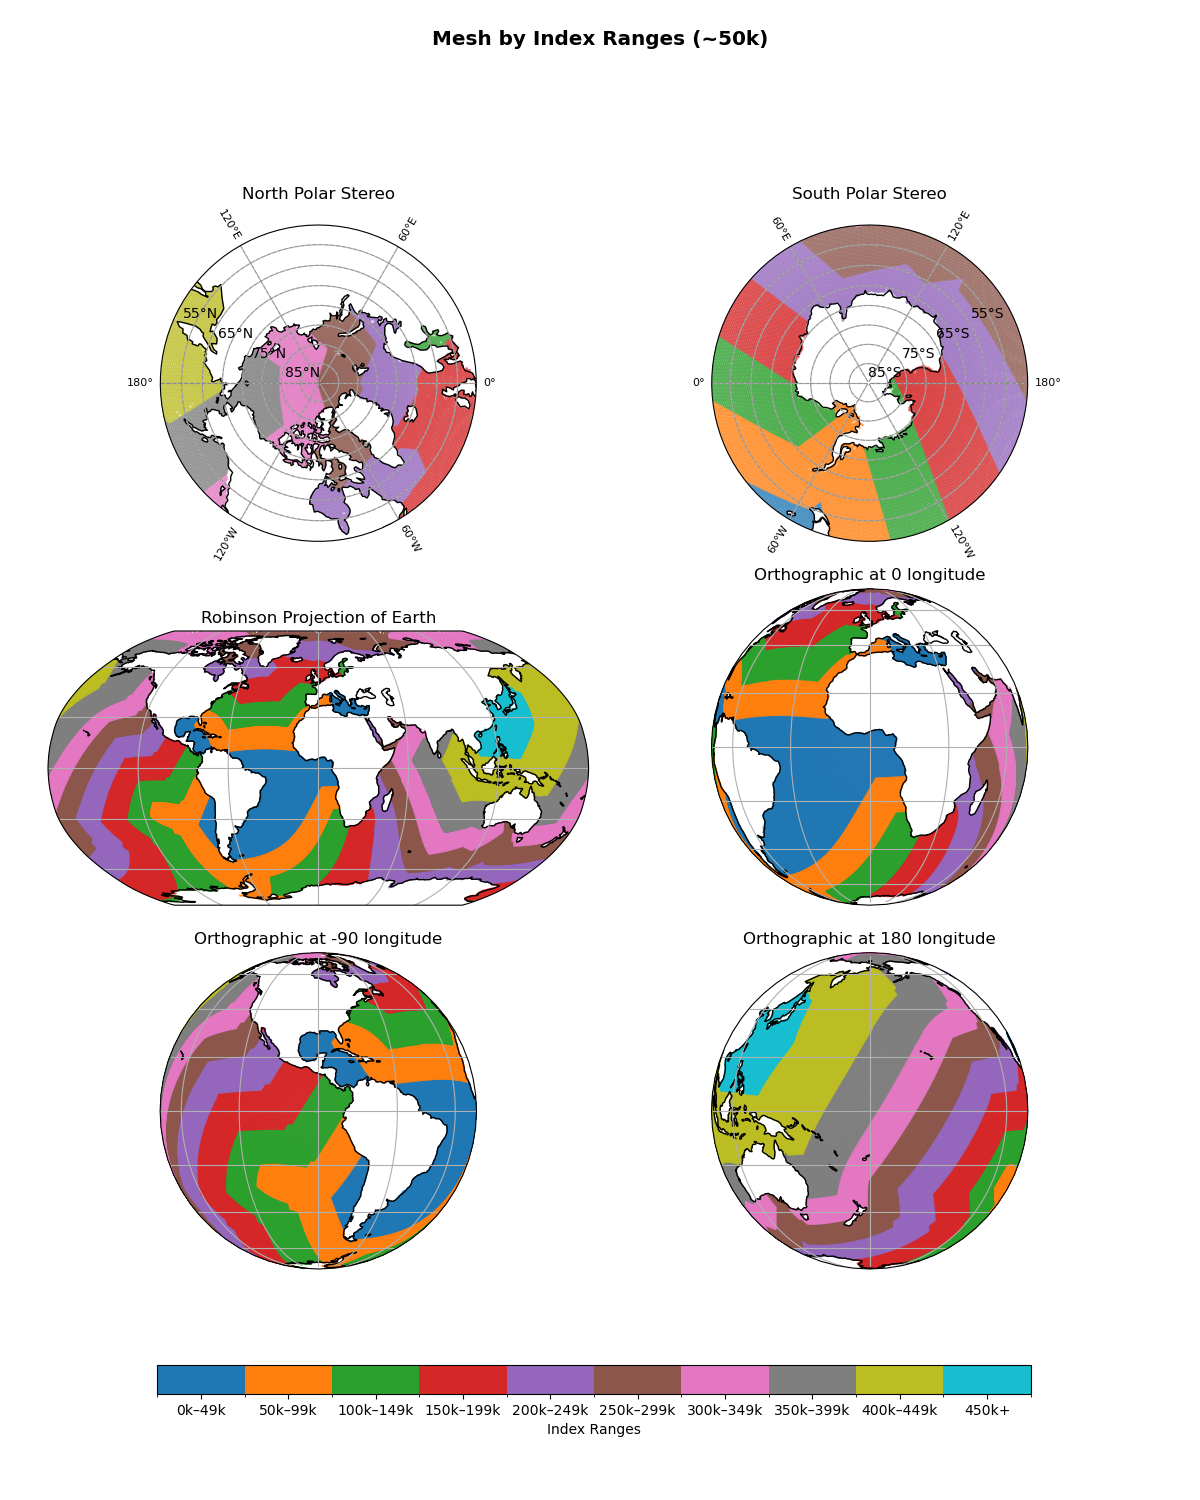 Mesh by Index Ranges (~50k)
North Polar Stereo
120°E
60°E
55°N
65°N
75°N
85°N
180°
0°
120°W
60°W
South Polar Stereo
60°E
120°E
55°S
65°S
75°S
85°S
0°
180°
60°W
120°W
Robinson Projection of Earth
Orthographic at 0 longitude
Orthographic at -90 longitude
Orthographic at 180 longitude
0k–49k 50k–99k 100k–149k 150k–199k 200k–249k 250k–299k 300k–349k 350k–399k 400k–449k 450k+
Index Ranges